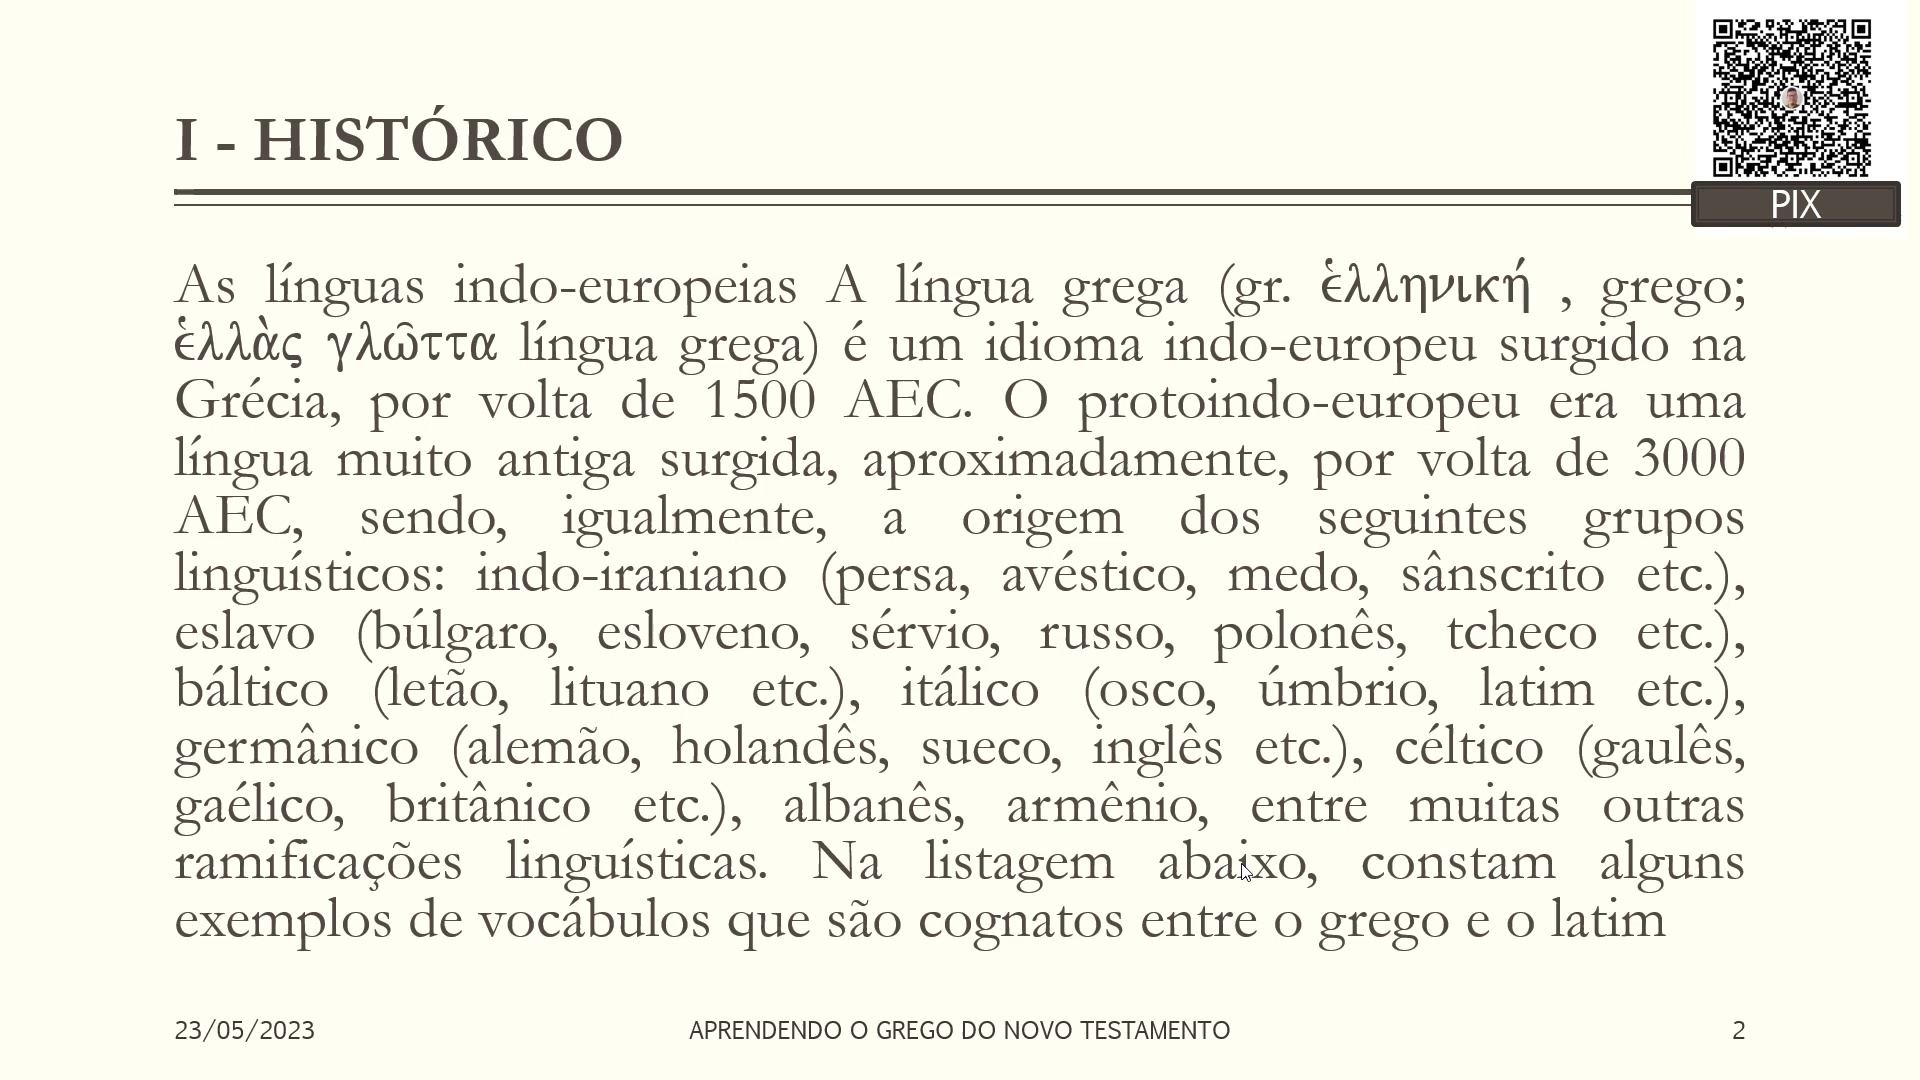 I - HISTÓRICO
PIX
As línguas indo-europeias A língua grega (gr. ἑλληνική , grego;
ἑλλὰς γλῶττα língua grega) é um idioma indo-europeu surgido na
Grécia, por volta de 1500 AEC. O protoindo-europeu era uma
língua muito antiga surgida, aproximadamente, por volta de 3000
AEC, sendo, igualmente, a origem dos seguintes grupos
linguísticos: indo-iraniano (persa, avéstico, medo, sânscrito etc.),
eslavo (búlgaro, esloveno, sérvio, russo, polonês, tcheco etc.),
báltico (letão, lituano etc.), itálico (osco, úmbrio, latim etc.),
germânico (alemão, holandês, sueco, inglês etc.), céltico (gaulês,
gaélico, britânico etc.), albanês, armênio, entre muitas outras
ramificações linguísticas. Na listagem abaixo, constam alguns
exemplos de vocábulos que são cognatos entre o grego e o latim
23/05/2023
APRENDENDO O GREGO DO NOVO TESTAMENTO
2